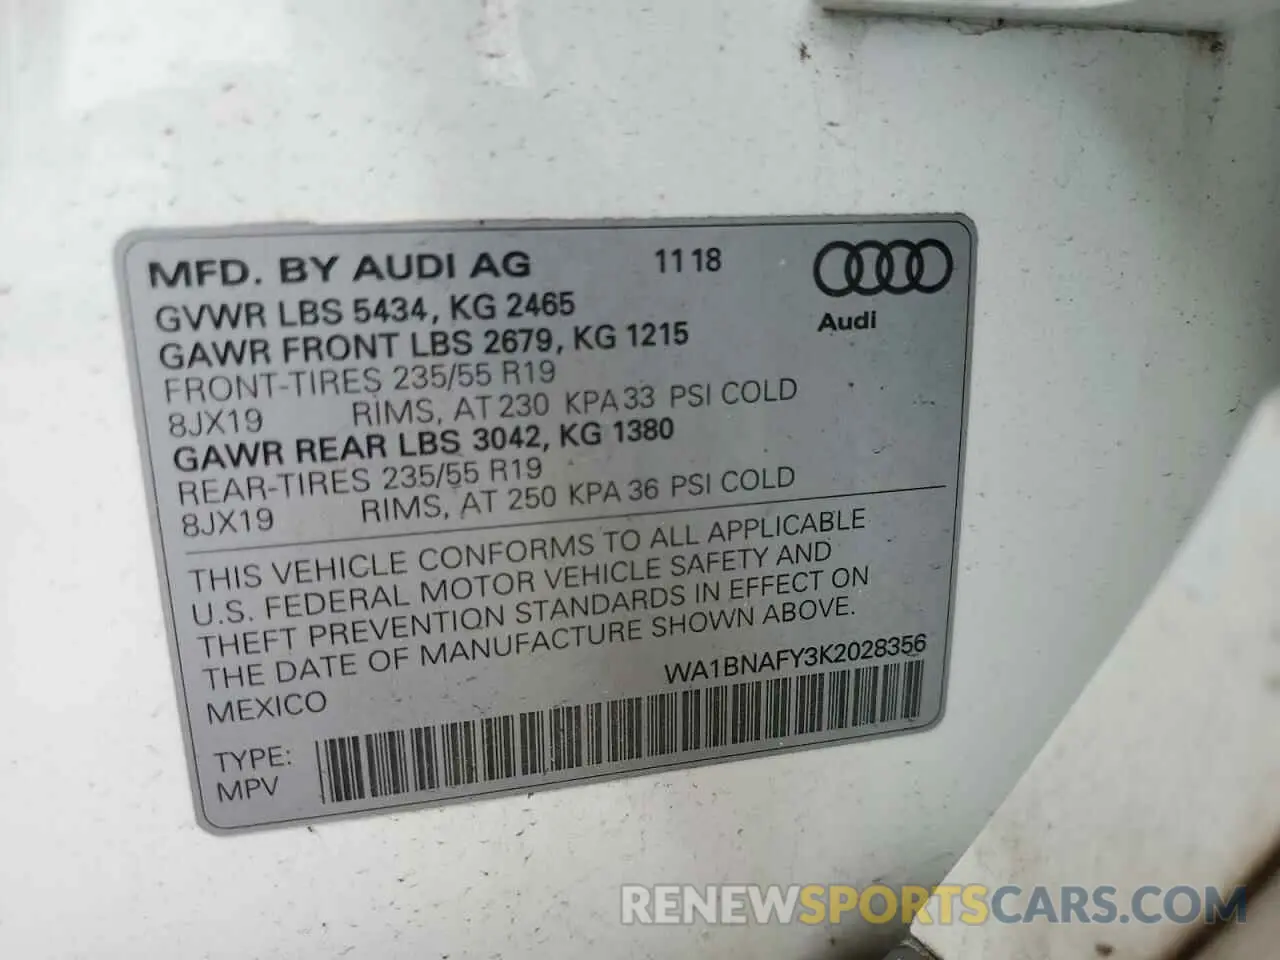 MFD. BY AUDI AG 11 18
GVWR LBS 5434, KG 2465
GAWR FRONT LBS 2679, KG 1215
Audi
FRONT-TIRES 235/55 R19
8JX19 RIMS, AT 230 KPA 33 PSI COLD
GAWR REAR LBS 3042, KG 1380
REAR-TIRES 235/55 R19
8JX19 RIMS, AT 250 KPA 36 PSI COLD
THIS VEHICLE CONFORMS TO ALL APPLICABLE
U.S. FEDERAL MOTOR VEHICLE SAFETY AND
THEFT PREVENTION STANDARDS IN EFFECT ON
THE DATE OF MANUFACTURE SHOWN ABOVE.
WA1BNAFY3K2028356
MEXICO
TYPE:
MPV
RENEWSPORTSCARS.COM